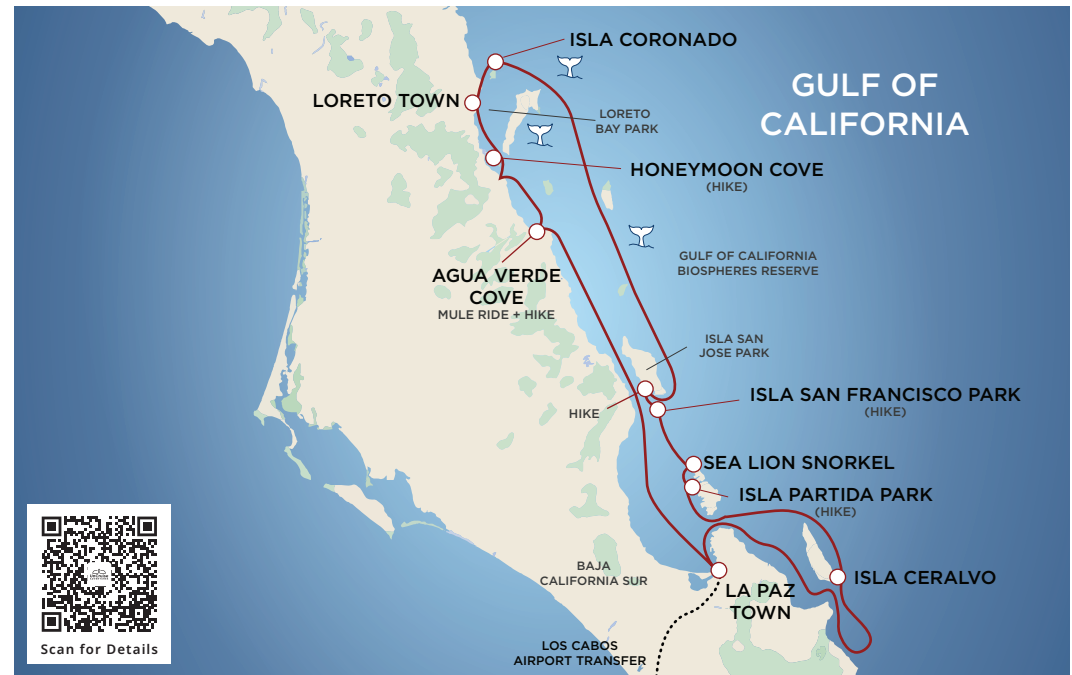 ISLA CORONADO
GULF OF
CALIFORNIA
LORETO TOWN
LORETO
BAY PARK
HONEYMOON COVE
(HIKE)
GULF OF CALIFORNIA
BIOSPHERES RESERVE
AGUA VERDE
COVE
MULE RIDE + HIKE
ISLA SAN
JOSE PARK
ISLA SAN FRANCISCO PARK
(HIKE)
HIKE
SEA LION SNORKEL
ISLA PARTIDA PARK
(HIKE)
BAJA
CALIFORNIA SUR
ISLA CERALVO
LA PAZ
TOWN
LOS CABOS
AIRPORT TRANSFER
Scan for Details